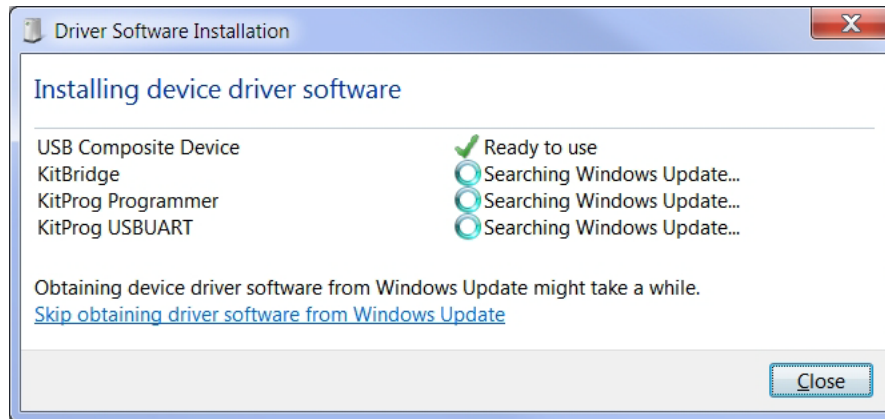 Driver Software Installation
Installing device driver software
USB Composite Device Ready to use
KitBridge Searching Windows Update...
KitProg Programmer Searching Windows Update...
KitProg USBUART Searching Windows Update...
Obtaining device driver software from Windows Update might take a while.
Skip obtaining driver software from Windows Update
Close